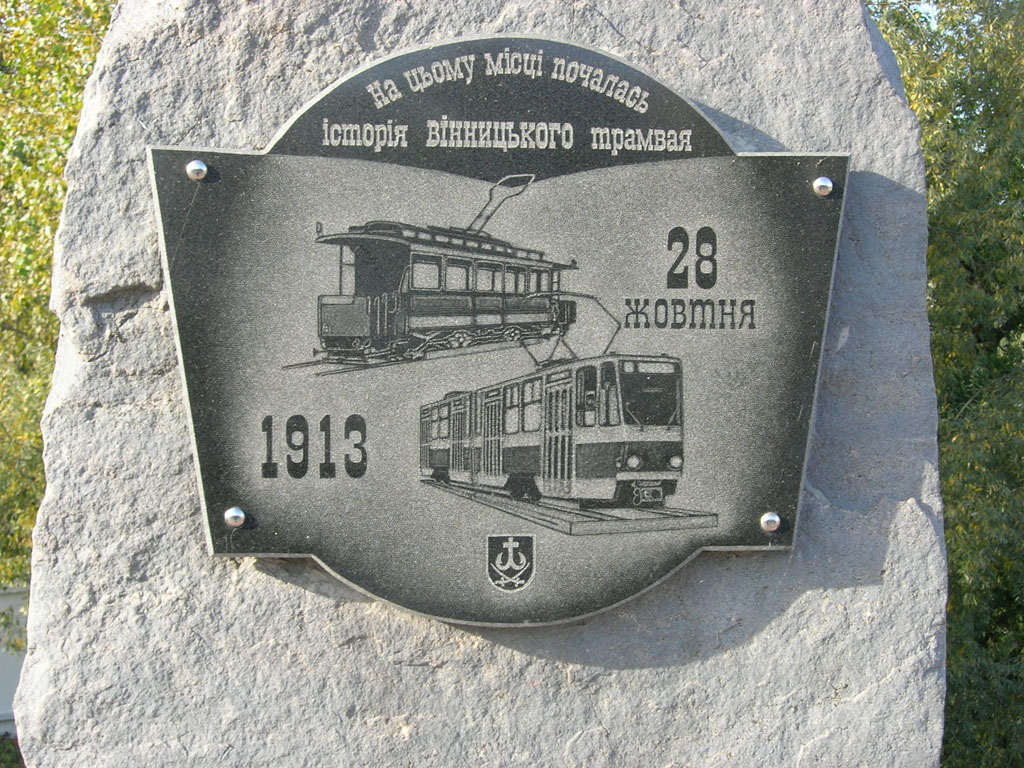 На цьому місці почалась
історія вінницького трамвая
28
жовтня
1913